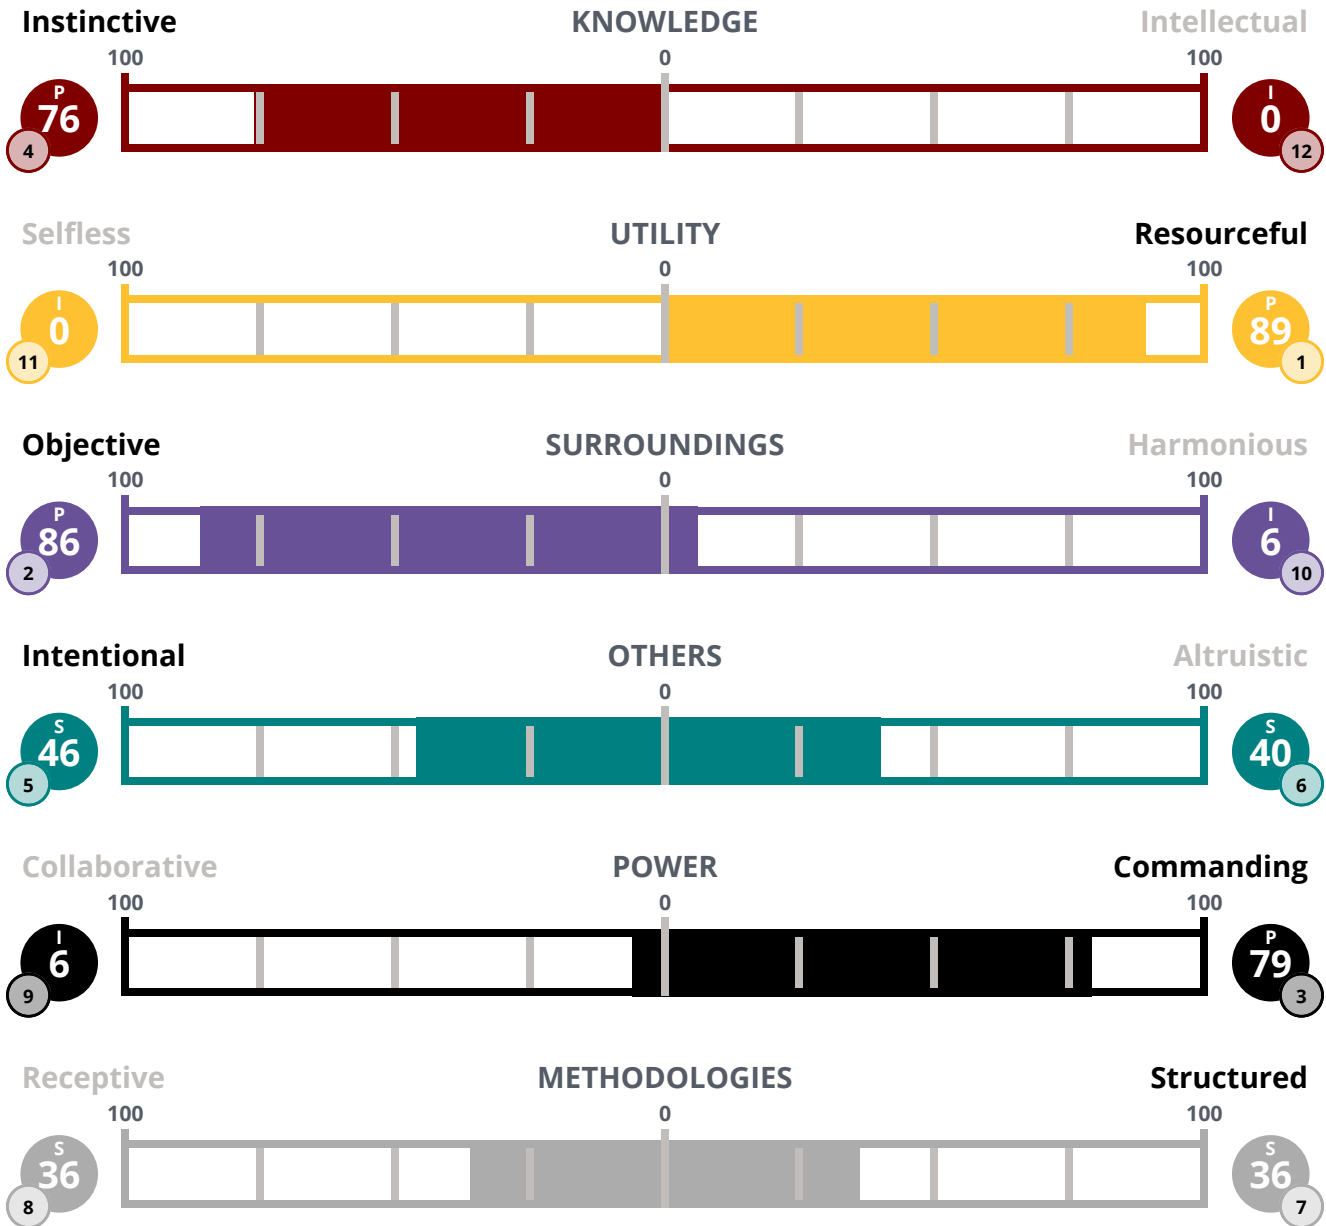 Instinctive KNOWLEDGE Intellectual
100 0 100
P I
76 0
4 12
Selfless UTILITY Resourceful
100 0 100
I P
0 89
11 1
Objective SURROUNDINGS Harmonious
100 0 100
P I
86 6
2 10
Intentional OTHERS Altruistic
100 0 100
S S
46 40
5 6
Collaborative POWER Commanding
100 0 100
I P
6 79
9 3
Receptive METHODOLOGIES Structured
100 0 100
S S
36 36
8 7